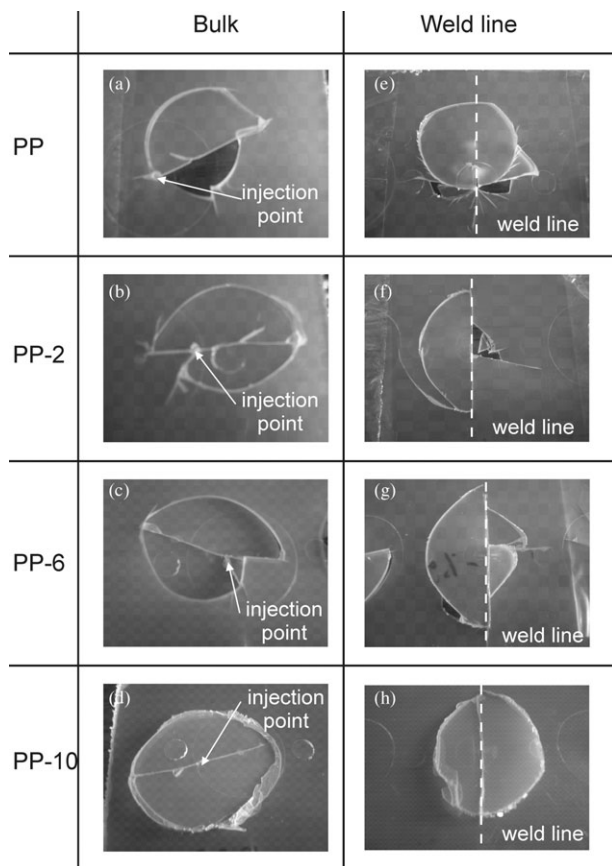 Bulk
Weld line
PP
(a)
injection
point
(e)
weld line
PP-2
(b)
injection
point
(f)
weld line
PP-6
(c)
injection
point
(g)
weld line
PP-10
(d)
injection
point
(h)
weld line